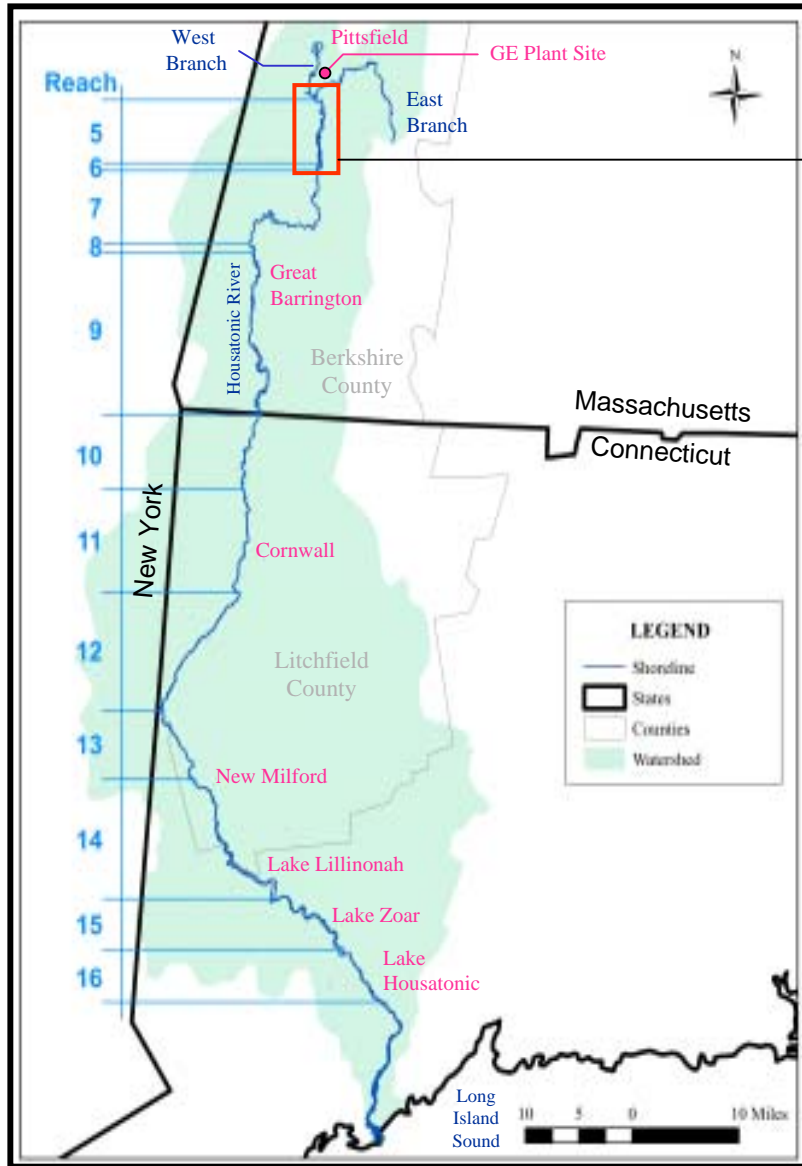 West
Branch
Pittsfield
GE Plant Site
N
Reach
East
Branch
5
6
7
8
Great
Barrington
Housatonic River
9
Berkshire
County
Massachusetts
Connecticut
10
New York
11
Cornwall
LEGEND
Shoreline
States
Counties
Watershed
12
Litchfield
County
13
New Milford
14
Lake Lillinonah
15
Lake Zoar
Lake
Housatonic
16
Long
Island
Sound
10 5 0 10 Miles